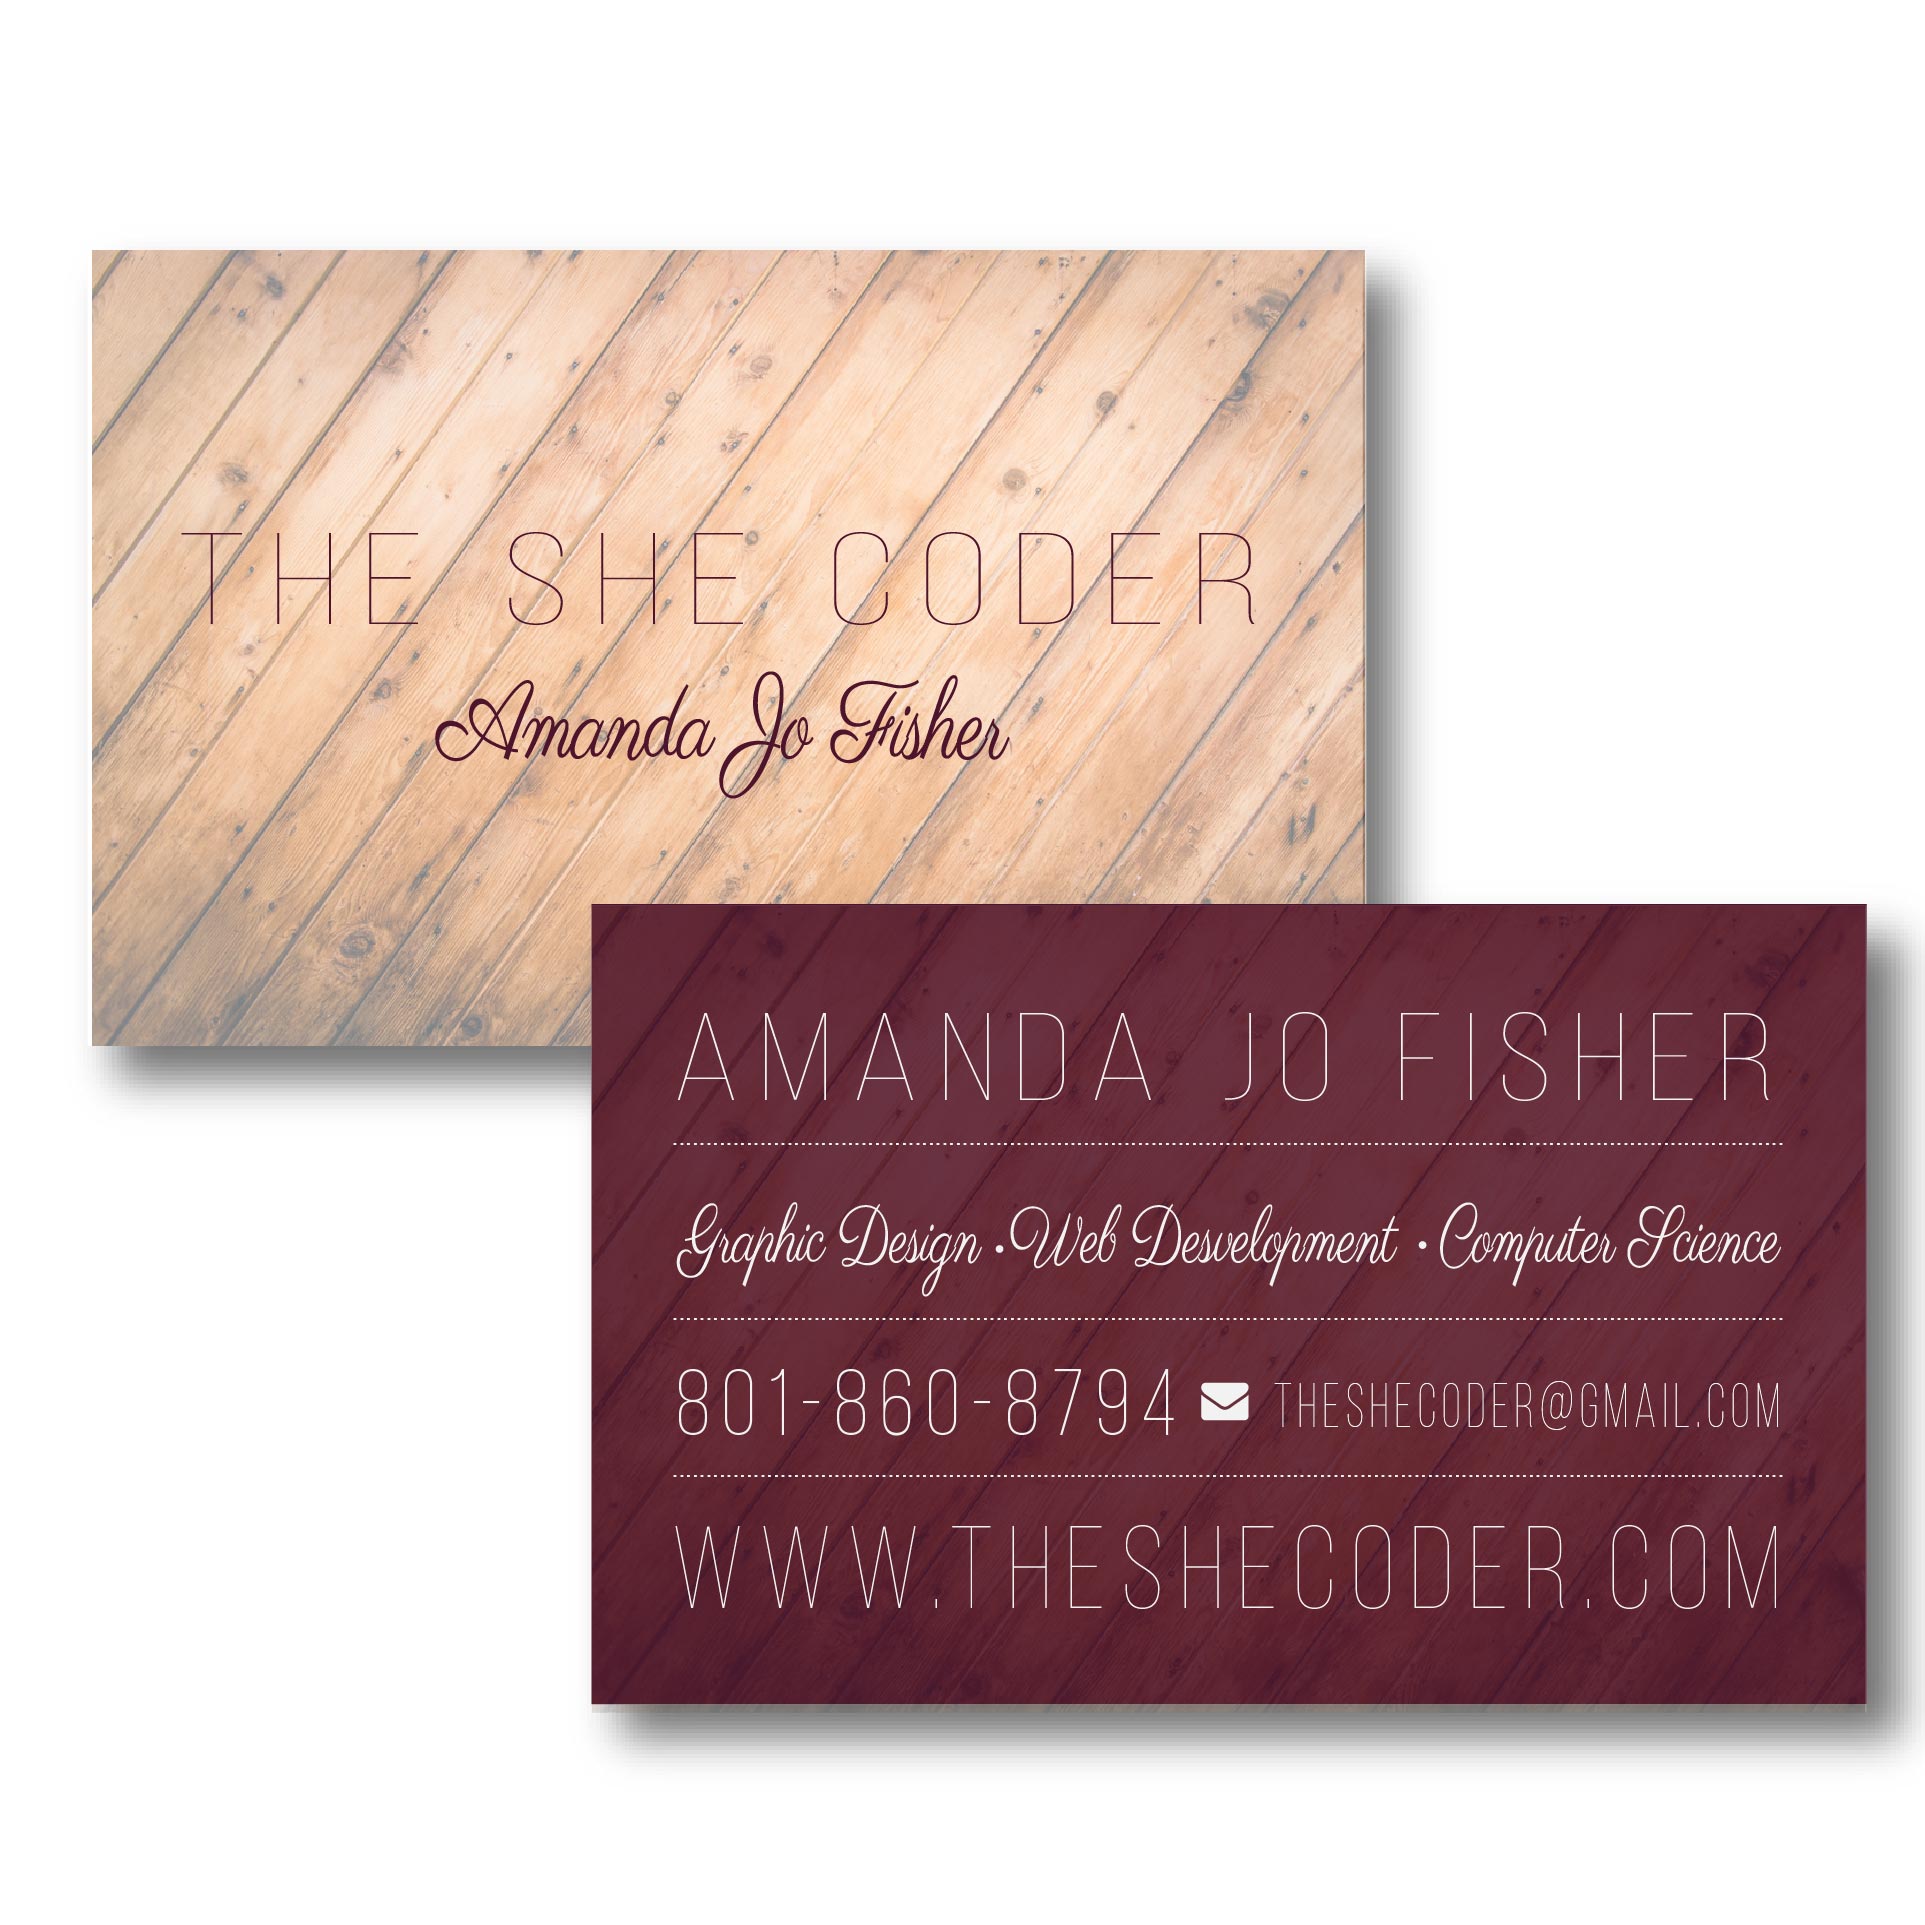 THE SHE CODER
Amanda Jo Fisher
AMANDA JO FISHER
Graphic Design • Web Desvelopment • Computer Science
801-860-8794 THESHECODER@GMAIL.COM
WWW.THESHECODER.COM